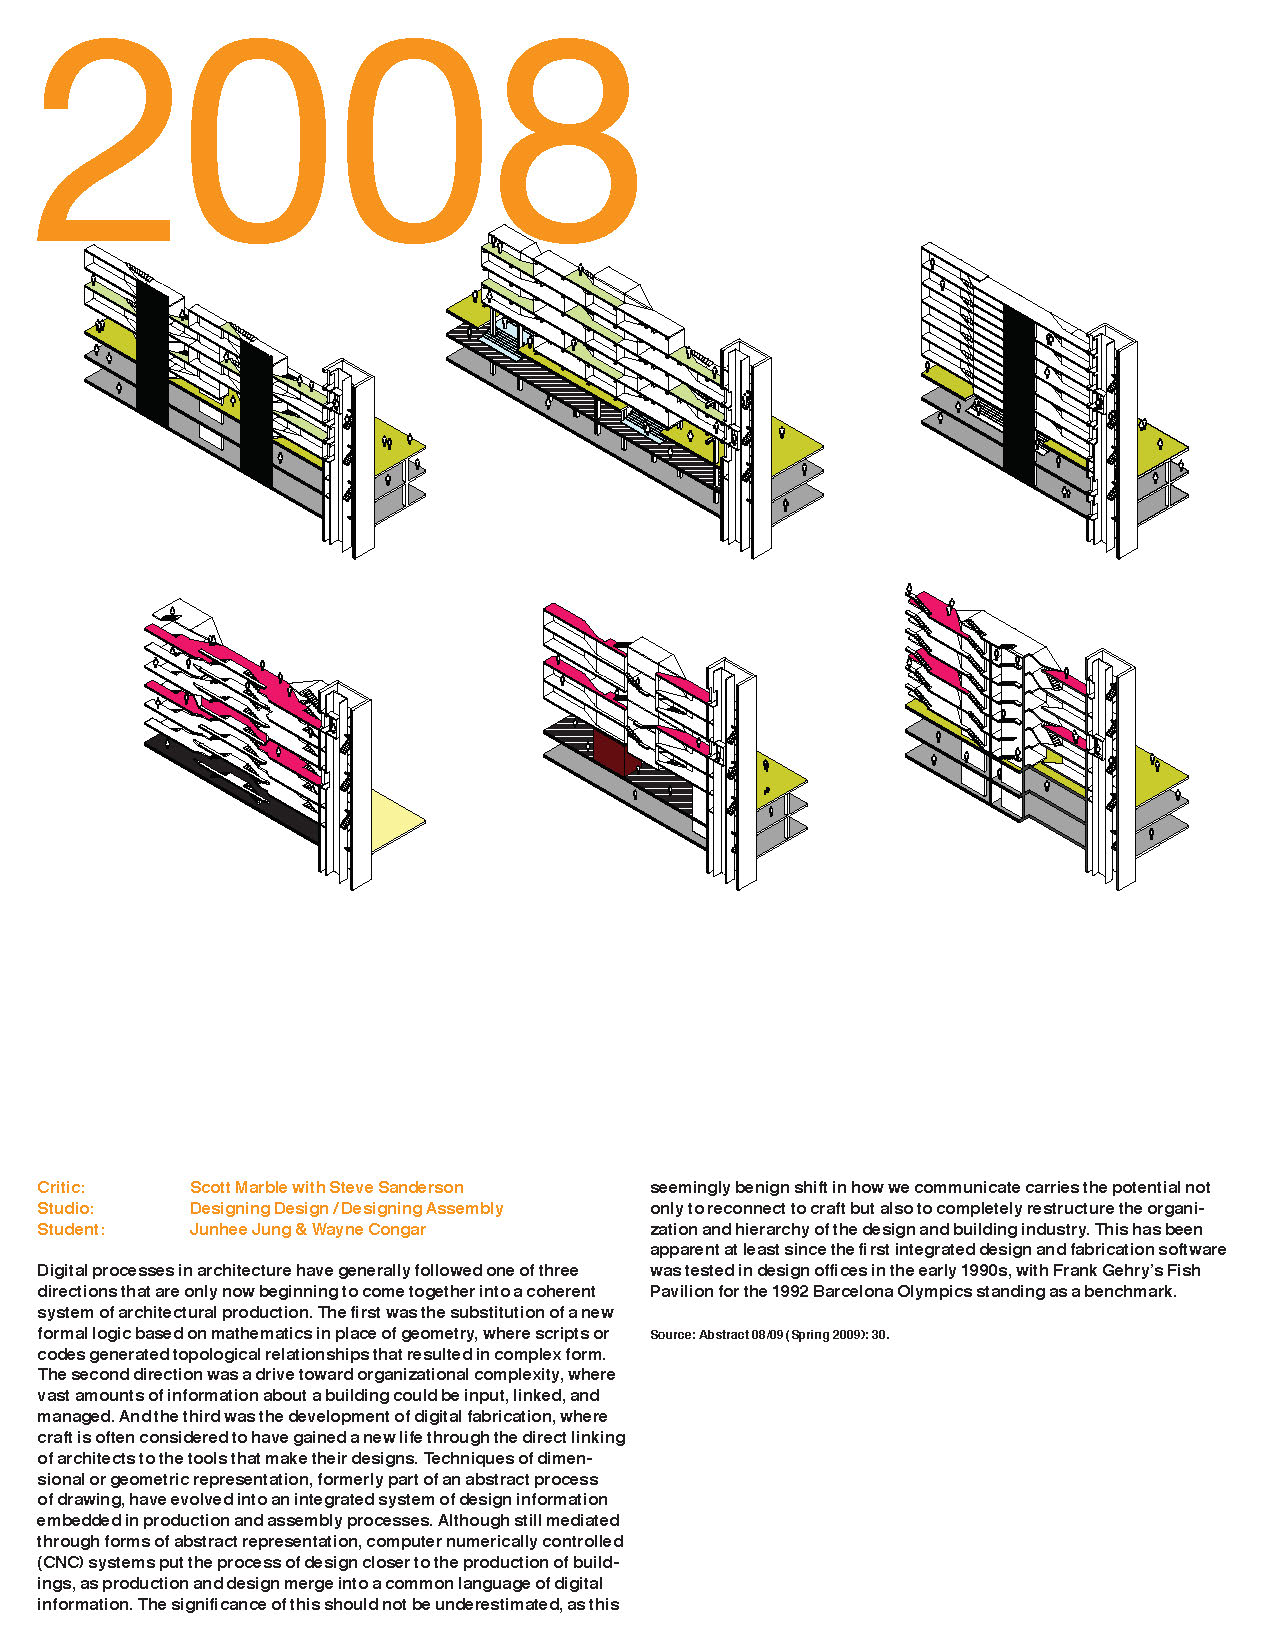 2008
Critic: Scott Marble with Steve Sanderson
Studio: Designing Design / Designing Assembly
Student: Junhee Jung & Wayne Congar
Digital processes in architecture have generally followed one of three
directions that are only now beginning to come together into a coherent
system of architectural production. The first was the substitution of a new
formal logic based on mathematics in place of geometry, where scripts or
codes generated topological relationships that resulted in complex form.
The second direction was a drive toward organizational complexity, where
vast amounts of information about a building could be input, linked, and
managed. And the third was the development of digital fabrication, where
craft is often considered to have gained a new life through the direct linking
of architects to the tools that make their designs. Techniques of dimen-
sional or geometric representation, formerly part of an abstract process
of drawing, have evolved into an integrated system of design information
embedded in production and assembly processes. Although still mediated
through forms of abstract representation, computer numerically controlled
(CNC) systems put the process of design closer to the production of build-
ings, as production and design merge into a common language of digital
information. The significance of this should not be underestimated, as this
seemingly benign shift in how we communicate carries the potential not
only to reconnect to craft but also to completely restructure the organi-
zation and hierarchy of the design and building industry. This has been
apparent at least since the first integrated design and fabrication software
was tested in design offices in the early 1990s, with Frank Gehry's Fish
Pavilion for the 1992 Barcelona Olympics standing as a benchmark.
Source: Abstract 08/09 (Spring 2009): 30.